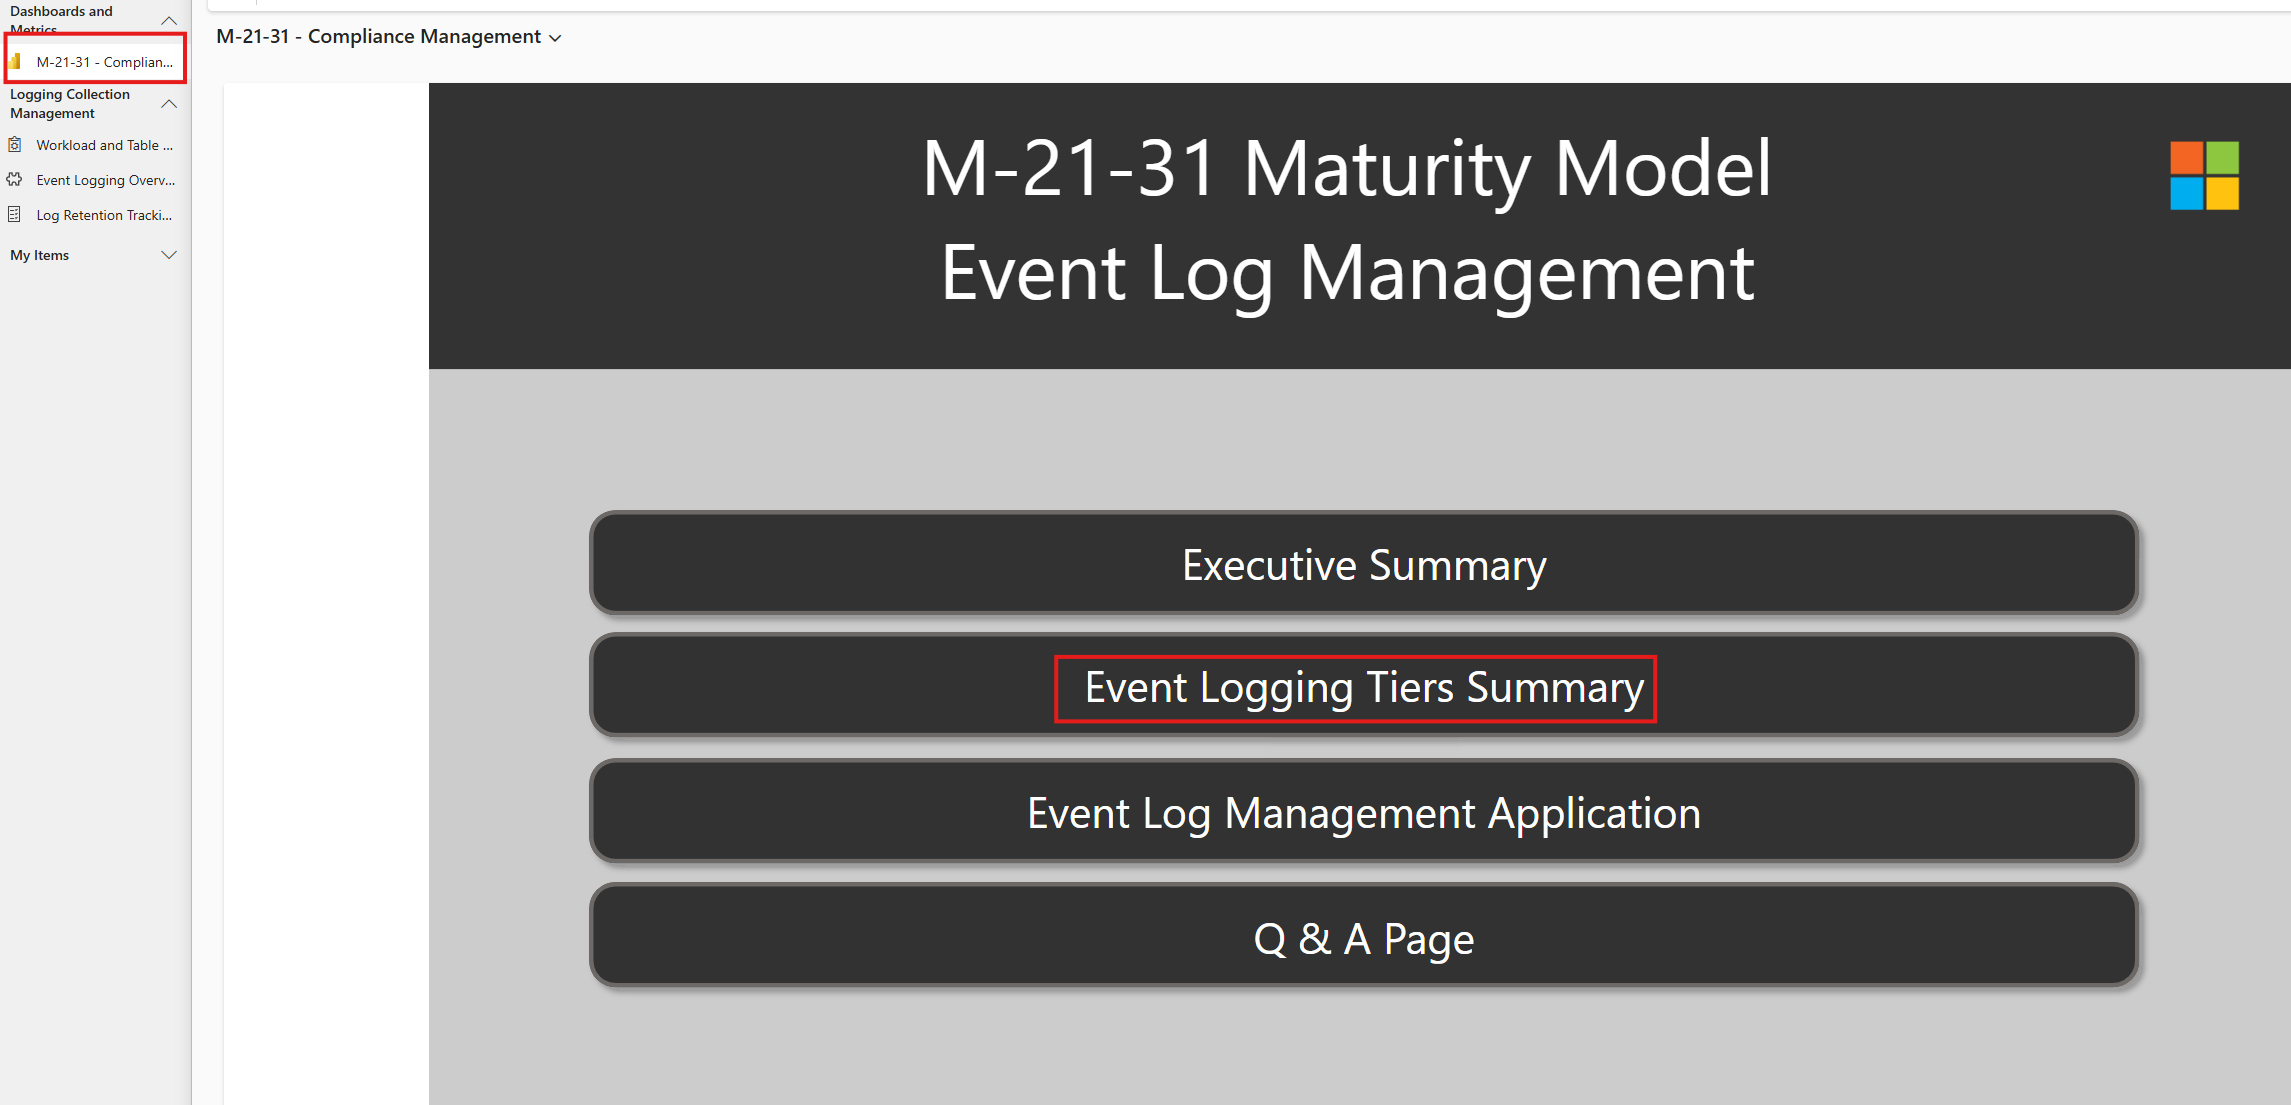 Dashboards and
Metrics
M-21-31 - Complian...
Logging Collection
Management
Workload and Table ...
Event Logging Overv...
Log Retention Tracki...
My Items
M-21-31 - Compliance Management
M-21-31 Maturity Model
Event Log Management
Executive Summary
Event Logging Tiers Summary
Event Log Management Application
Q & A Page